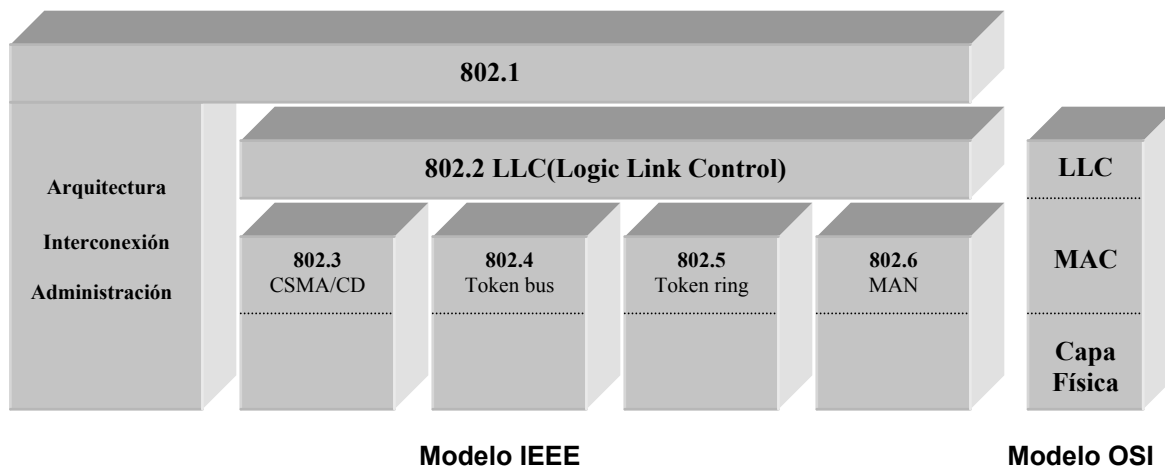 802.1
802.2 LLC(Logic Link Control)
Arquitectura
Interconexión
Administración
802.3
CSMA/CD
802.4
Token bus
802.5
Token ring
802.6
MAN
LLC
MAC
Capa
Física
Modelo IEEE
Modelo OSI